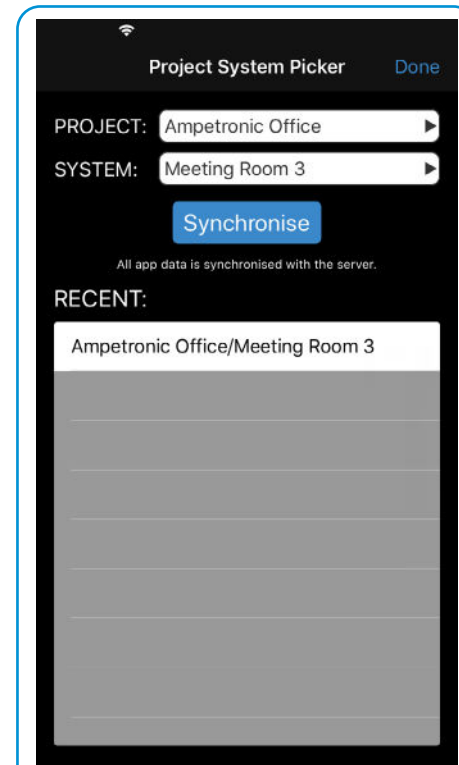 Project System Picker Done
PROJECT: Ampetronic Office
SYSTEM: Meeting Room 3
Synchronise
All app data is synchronised with the server.
RECENT:
Ampetronic Office/Meeting Room 3